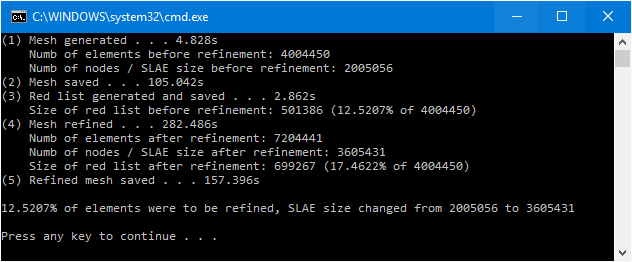 C:\WINDOWS\system32\cmd.exe
(1) Mesh generated . . . 4.828s
Numb of elements before refinement: 4004450
Numb of nodes / SLAE size before refinement: 2005056
(2) Mesh saved . . . 105.042s
(3) Red list generated and saved . . . 2.862s
Size of red list before refinement: 501386 (12.5207% of 4004450)
(4) Mesh refined . . . 282.486s
Numb of elements after refinement: 7204441
Numb of nodes / SLAE size after refinement: 3605431
Size of red list after refinement: 699267 (17.4622% of 4004450)
(5) Refined mesh saved . . . 157.396s
12.5207% of elements were to be refined, SLAE size changed from 2005056 to 3605431
Press any key to continue . . .